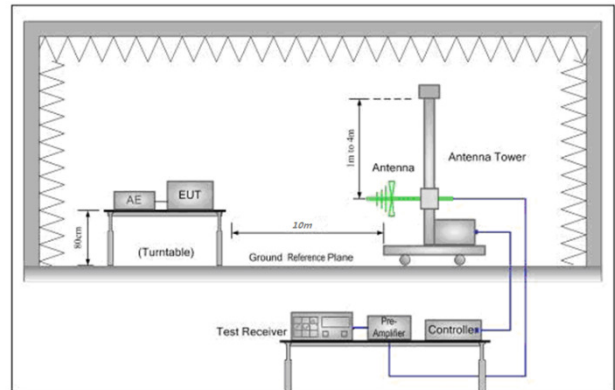 1m to 4m
Antenna
Antenna Tower
AE
EUT
80cm
(Turntable)
10m
Ground Reference Plane
Test Receiver
Pre-
Amplifier
Controller